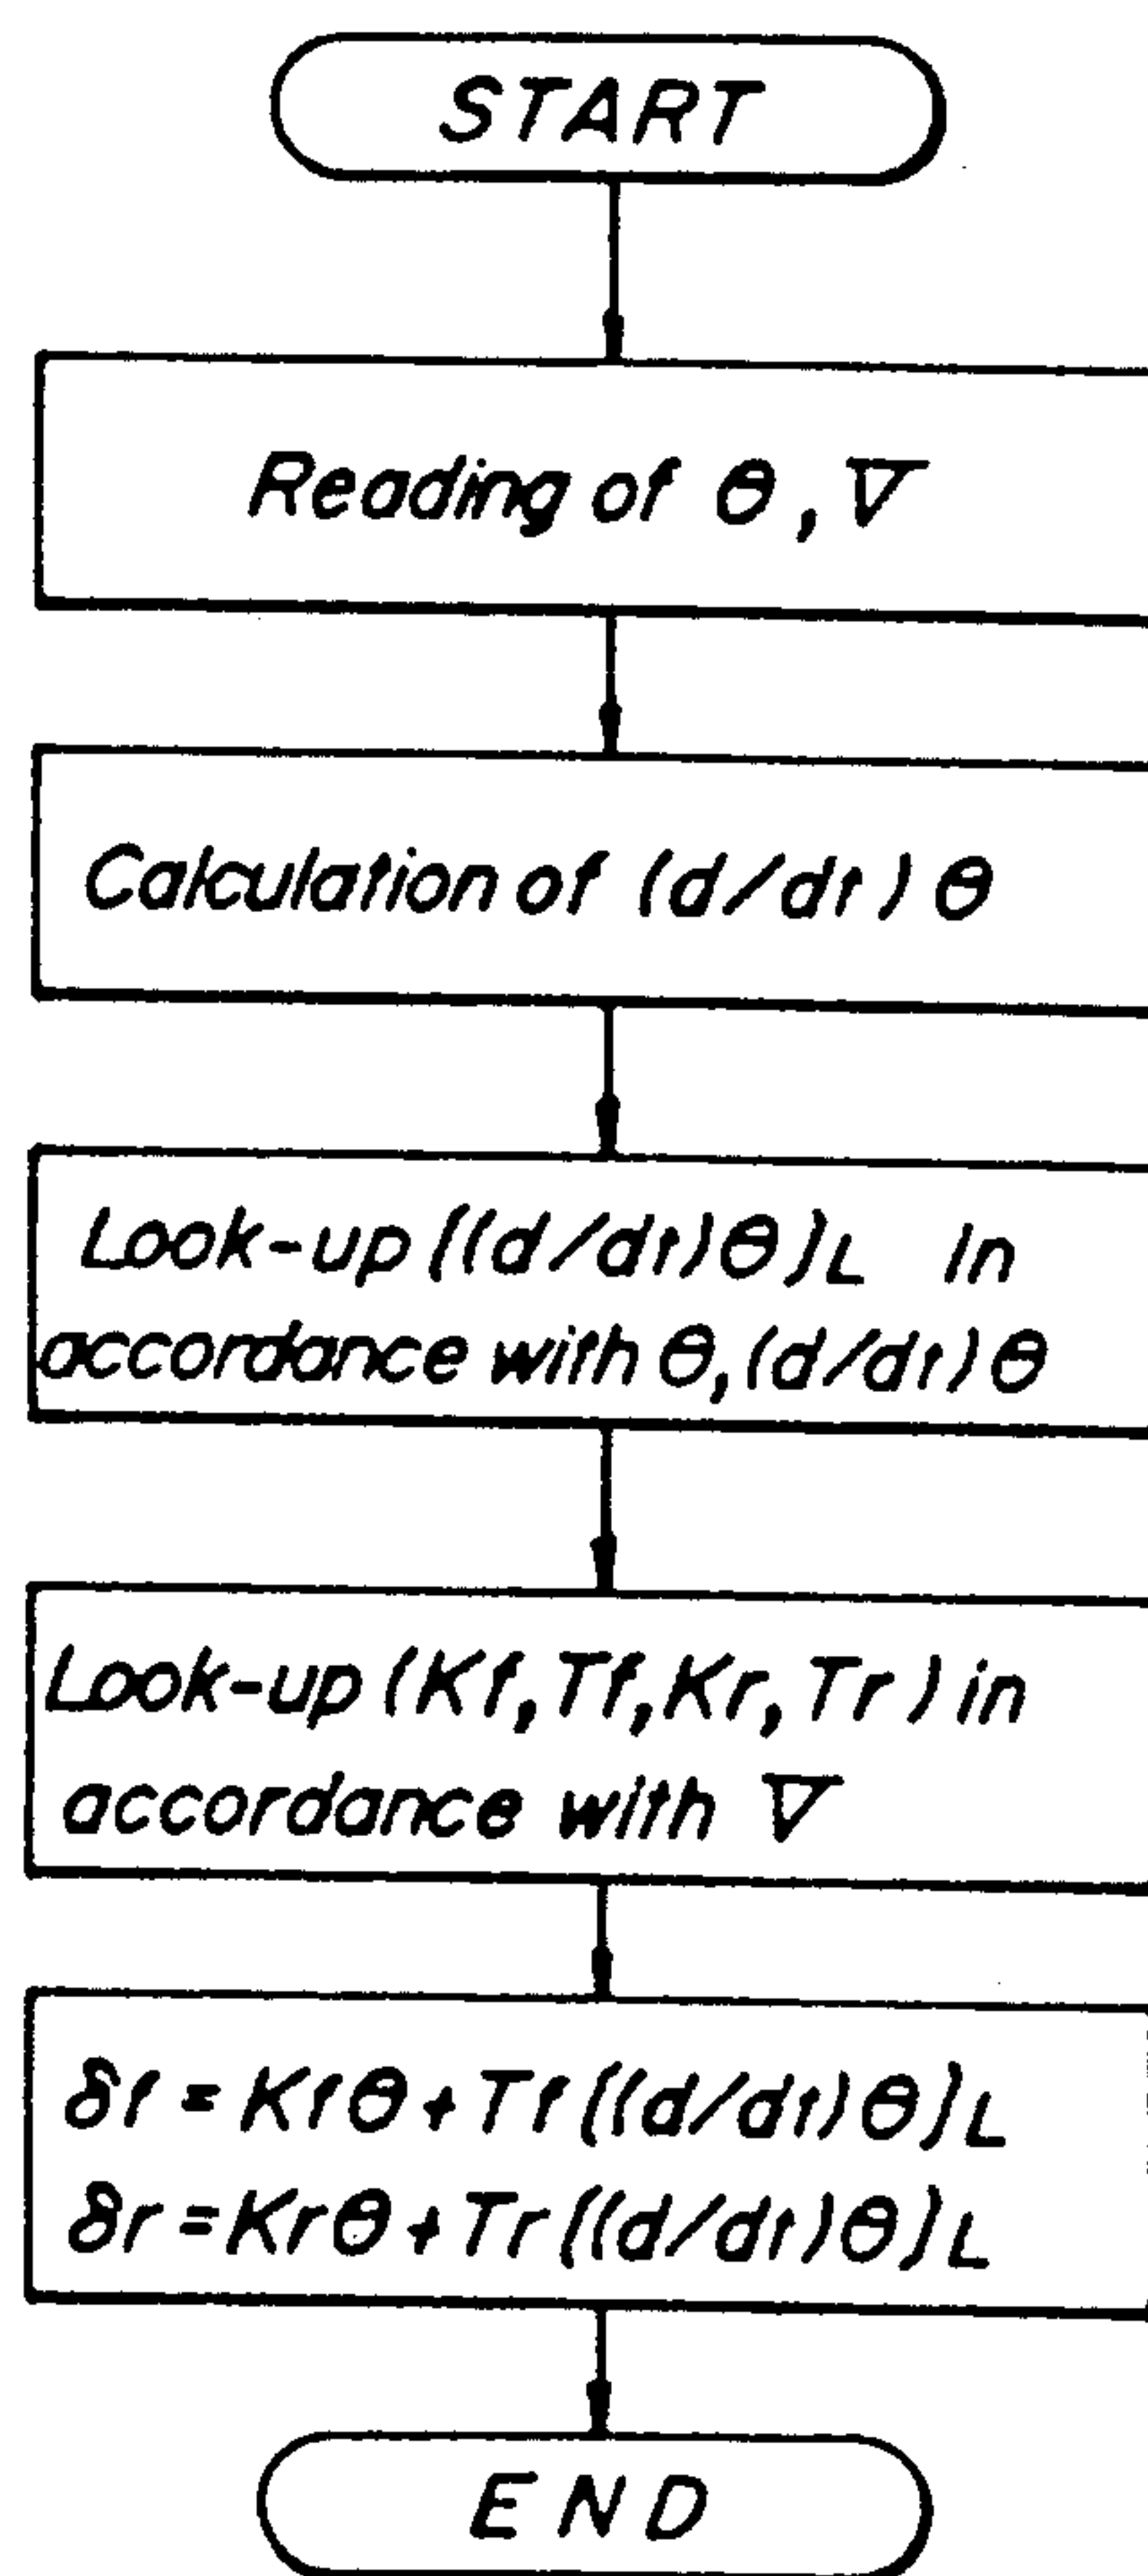 START
Reading of θ, V
Calculation of (d/dt)θ
Look-up ((d/dt)θ)L In
accordance with θ,(d/dt)θ
Look-up (Kf,Tf,Kr,Tr) in
accordance with V
δf = Kfθ + Tf((d/dt)θ)L
δr = Krθ + Tr((d/dt)θ)L
END